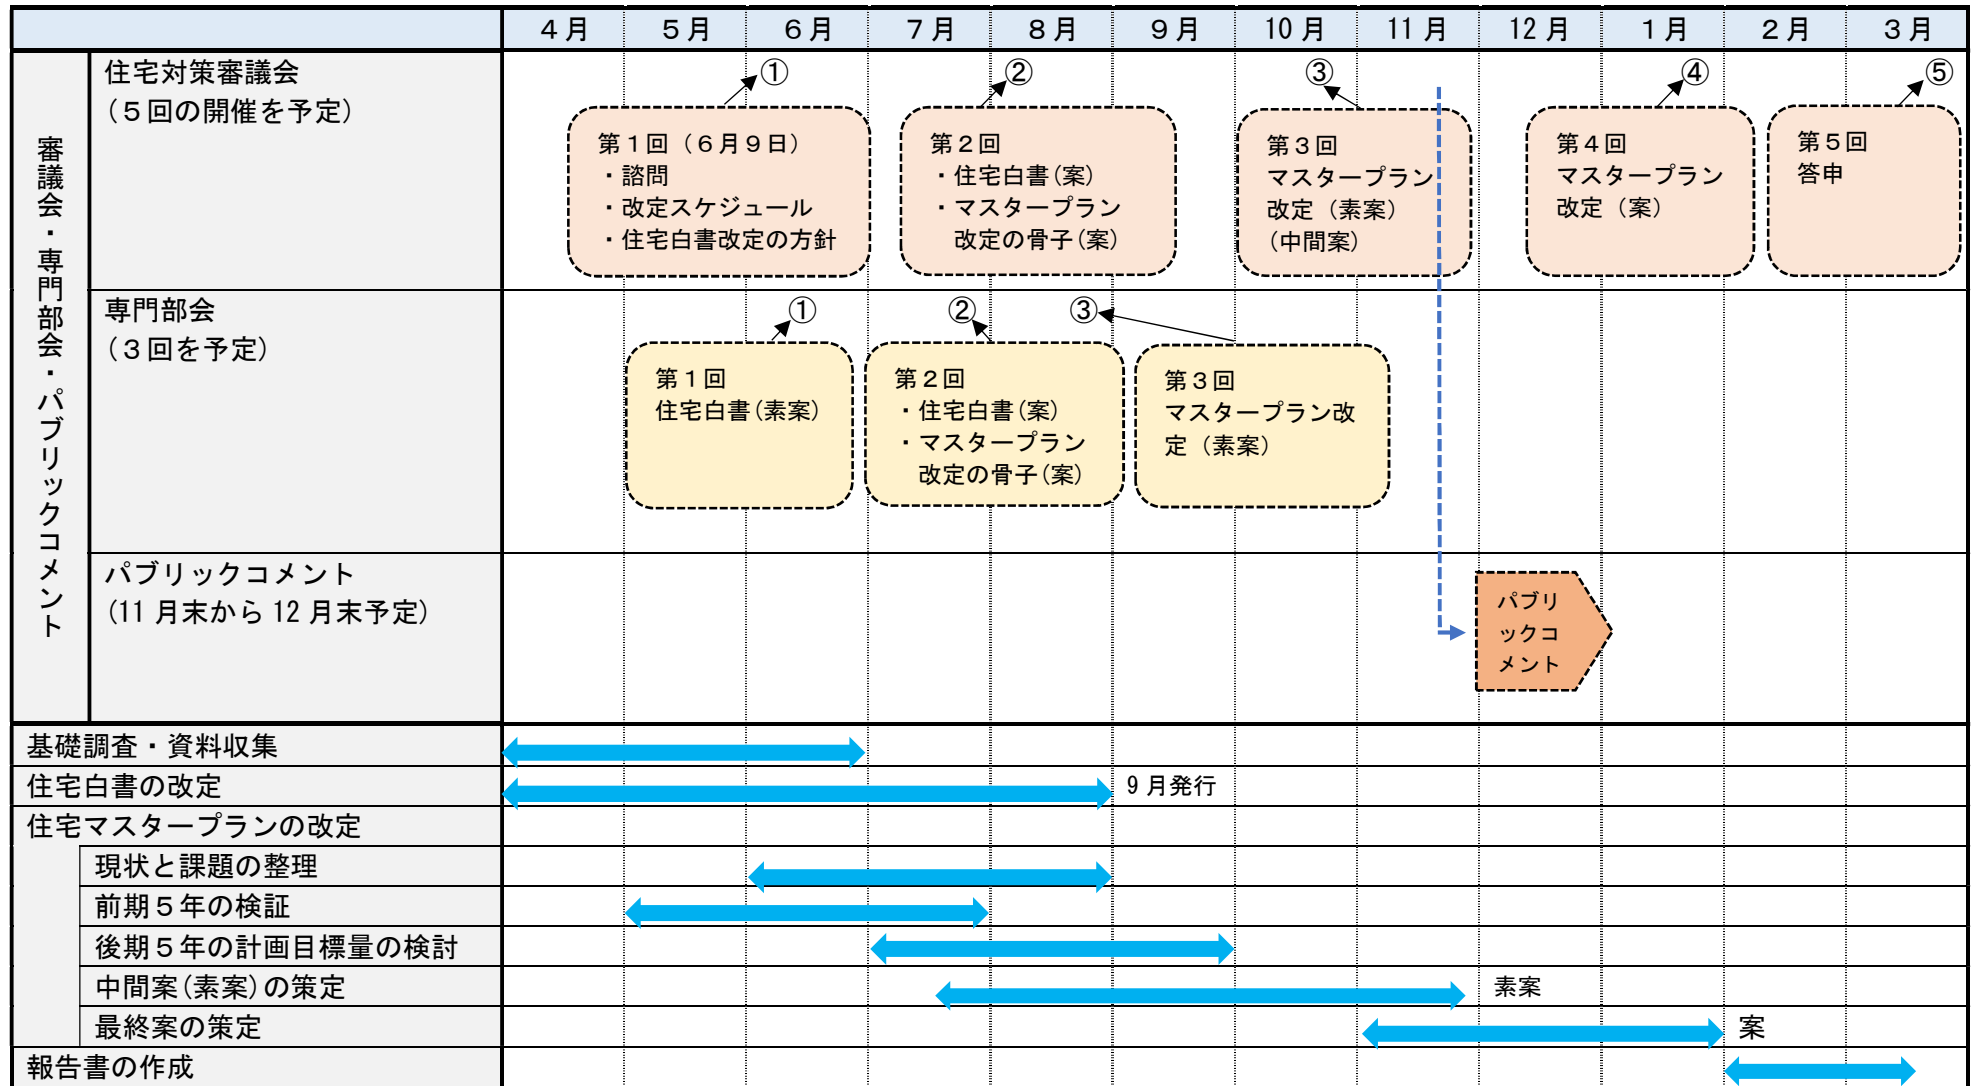 ４月 ５月 ６月 ７月 ８月 ９月 10月 11月 12月 １月 ２月 ３月
審議会・専門部会・パブリックコメント
住宅対策審議会
（５回の開催を予定）
① ② ③ ④ ⑤
第１回（６月９日）
・諮問
・改定スケジュール
・住宅白書改定の方針
第２回
・住宅白書(案)
・マスタープラン
改定の骨子(案)
第３回
マスタープラン
改定（素案）
(中間案)
第４回
マスタープラン
改定（案）
第５回
答申
専門部会
（３回を予定）
① ② ③
第１回
住宅白書(素案)
第２回
・住宅白書(案)
・マスタープラン
改定の骨子(案)
第３回
マスタープラン改
定（素案）
パブリックコメント
(11月末から12月末予定)
パブリ
ックコ
メント
基礎調査・資料収集
住宅白書の改定
9月発行
住宅マスタープランの改定
現状と課題の整理
前期５年の検証
後期５年の計画目標量の検討
中間案(素案)の策定
素案
最終案の策定
案
報告書の作成